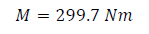 M = 299.7 Nm